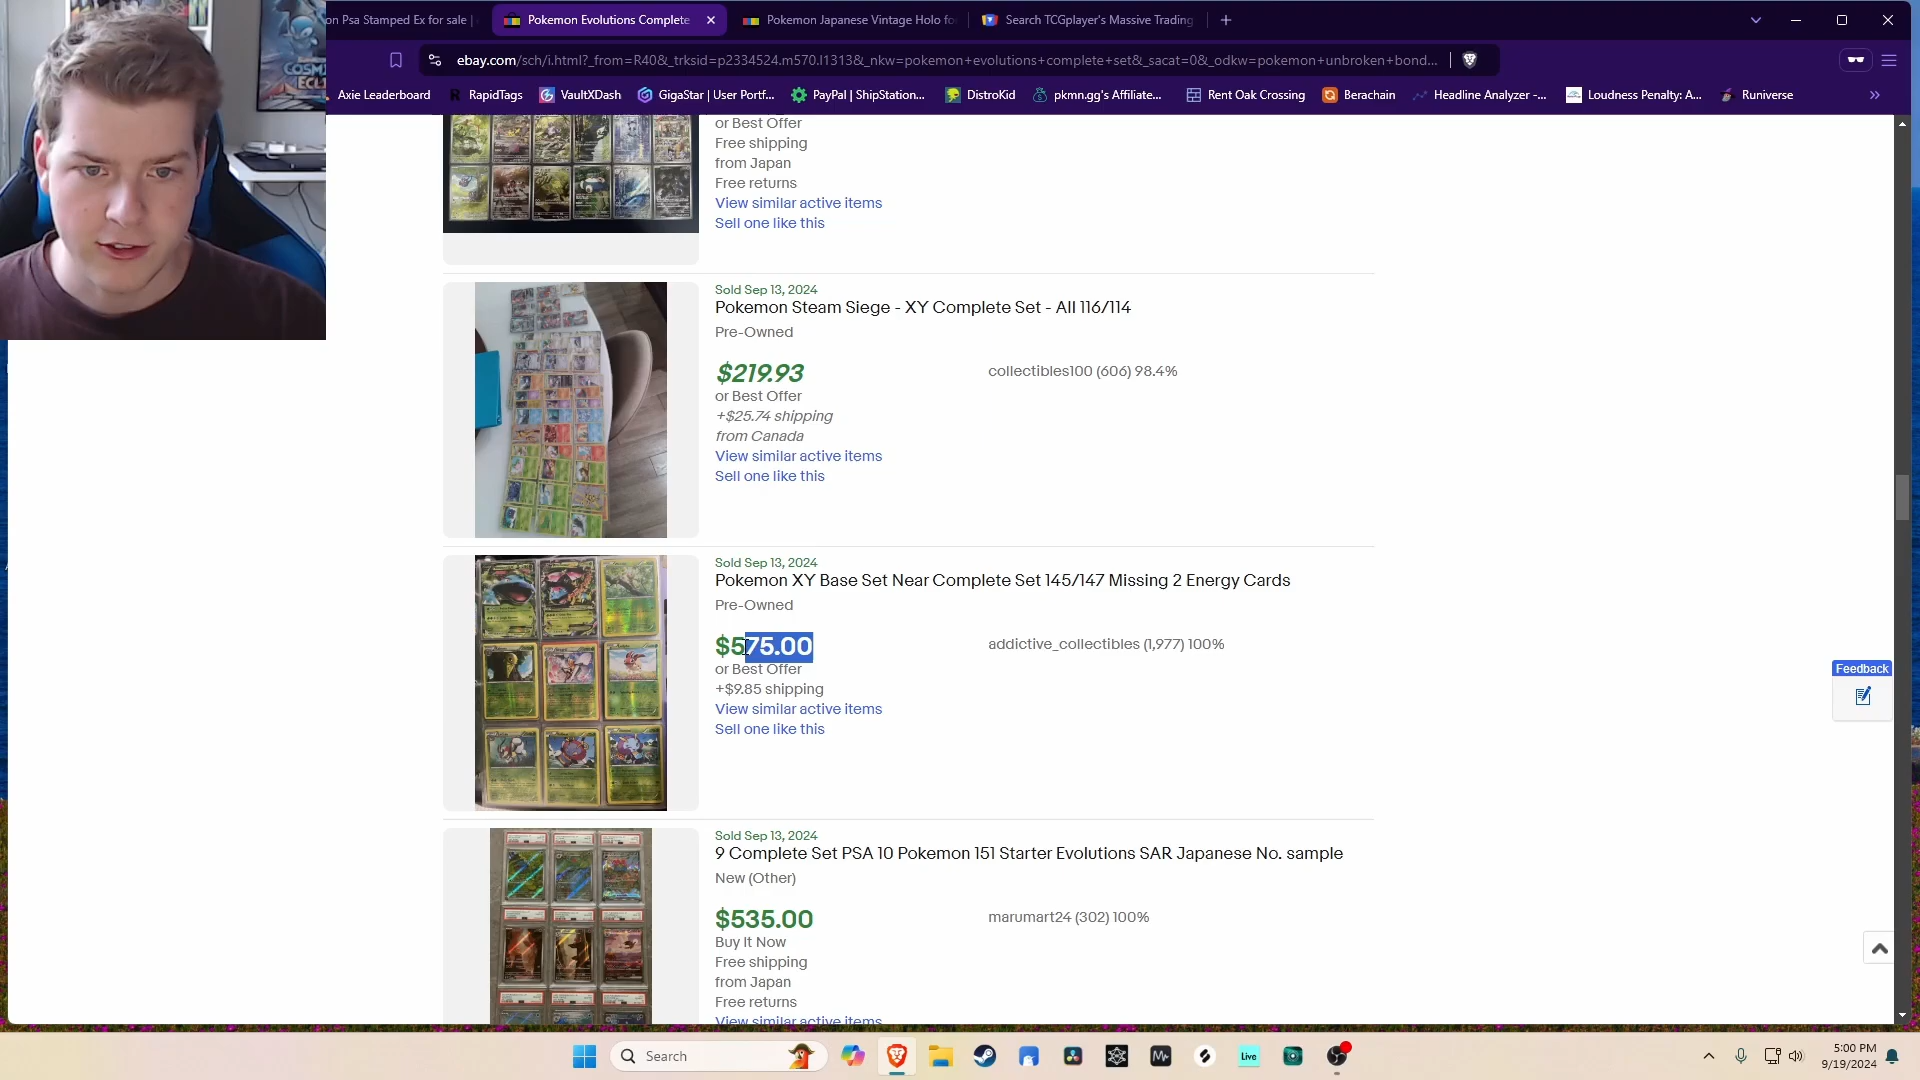 on Psa Stamped Ex for sale |
Pokemon Evolutions Complete
Pokemon Japanese Vintage Holo fo
Search TCGplayer's Massive Trading
ebay.com/sch/i.html?_from=R40&_trksid=p2334524.m570.l1313&_nkw=pokemon+evolutions+complete+set&_sacat=0&_odkw=pokemon+unbroken+bond...
Axie Leaderboard
RapidTags
VaultXDash
GigaStar | User Portf...
PayPal | ShipStation...
DistroKid
pkmn.gg's Affiliate...
Rent Oak Crossing
Berachain
Headline Analyzer -...
Loudness Penalty: A...
Runiverse
COSMIC
ECLI
or Best Offer
Free shipping
from Japan
Free returns
View similar active items
Sell one like this
Sold Sep 13, 2024
Pokemon Steam Siege - XY Complete Set - All 116/114
Pre-Owned
$219.93
collectibles100 (606) 98.4%
or Best Offer
+$25.74 shipping
from Canada
View similar active items
Sell one like this
Sold Sep 13, 2024
Pokemon XY Base Set Near Complete Set 145/147 Missing 2 Energy Cards
Pre-Owned
$575.00
addictive_collectibles (1,977) 100%
or Best Offer
+$9.85 shipping
View similar active items
Sell one like this
Feedback
Sold Sep 13, 2024
9 Complete Set PSA 10 Pokemon 151 Starter Evolutions SAR Japanese No. sample
New (Other)
$535.00
marumart24 (302) 100%
Buy It Now
Free shipping
from Japan
Free returns
View similar active items
Search
Live
5:00 PM
9/19/2024